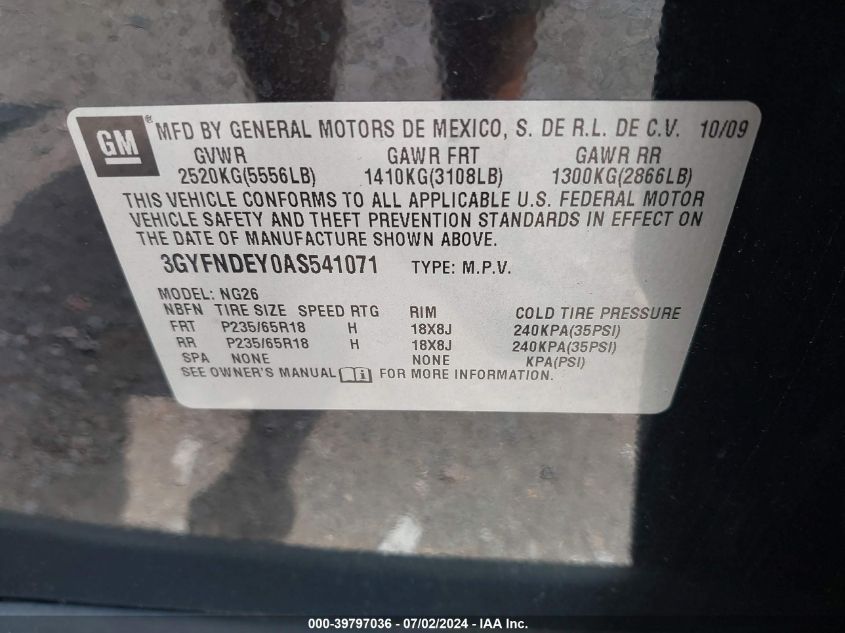 GM ® MFD BY GENERAL MOTORS DE MEXICO, S. DE R.L. DE C.V. 10/09
GVWR GAWR FRT GAWR RR
2520KG(5556LB) 1410KG(3108LB) 1300KG(2866LB)
THIS VEHICLE CONFORMS TO ALL APPLICABLE U.S. FEDERAL MOTOR
VEHICLE SAFETY AND THEFT PREVENTION STANDARDS IN EFFECT ON
THE DATE OF MANUFACTURE SHOWN ABOVE.
3GYFNDEY0AS541071 TYPE: M.P.V.
MODEL: NG26
NBFN TIRE SIZE SPEED RTG RIM COLD TIRE PRESSURE
FRT P235/65R18 H 18X8J 240KPA(35PSI)
RR P235/65R18 H 18X8J 240KPA(35PSI)
SPA NONE NONE KPA(PSI)
SEE OWNER'S MANUAL i FOR MORE INFORMATION.
000-39797036 - 07/02/2024 - IAA Inc.